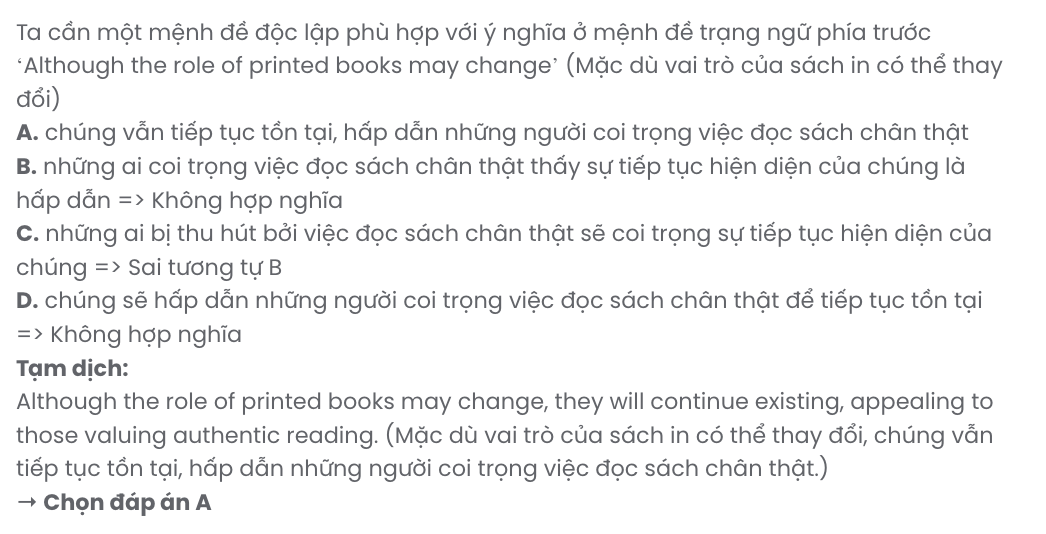 Ta cần một mệnh đề độc lập phù hợp với ý nghĩa ở mệnh đề trạng ngữ phía trước
‘Although the role of printed books may change’ (Mặc dù vai trò của sách in có thể thay
đổi)
A. chúng vẫn tiếp tục tồn tại, hấp dẫn những người coi trọng việc đọc sách chân thật
B. những ai coi trọng việc đọc sách chân thật thấy sự tiếp tục hiện diện của chúng là
hấp dẫn => Không hợp nghĩa
C. những ai bị thu hút bởi việc đọc sách chân thật sẽ coi trọng sự tiếp tục hiện diện của
chúng => Sai tương tự B
D. chúng sẽ hấp dẫn những người coi trọng việc đọc sách chân thật để tiếp tục tồn tại
=> Không hợp nghĩa
Tạm dịch:
Although the role of printed books may change, they will continue existing, appealing to
those valuing authentic reading. (Mặc dù vai trò của sách in có thể thay đổi, chúng vẫn
tiếp tục tồn tại, hấp dẫn những người coi trọng việc đọc sách chân thật.)
→ Chọn đáp án A